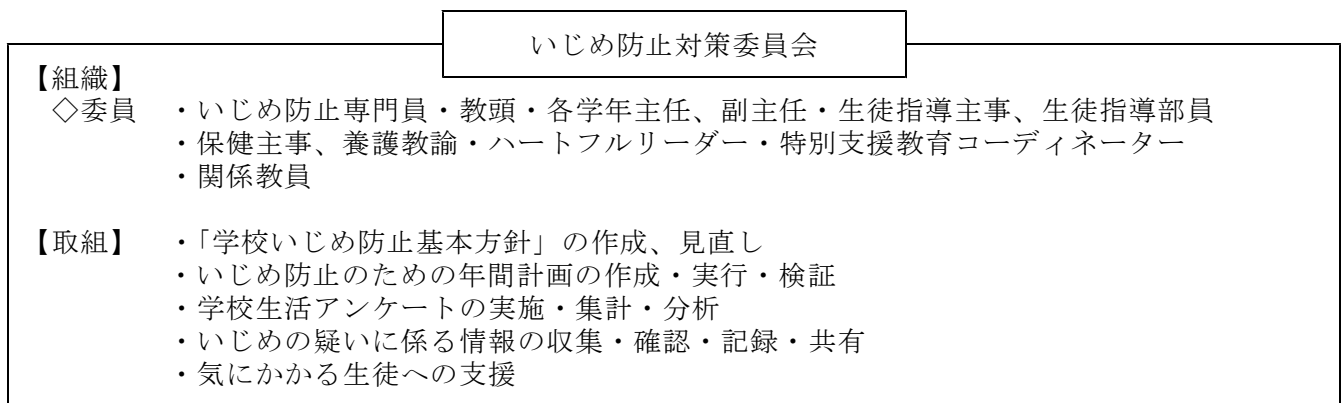 いじめ防止対策委員会
【組織】
◇委員 ・いじめ防止専門員・教頭・各学年主任、副主任・生徒指導主事、生徒指導部員
・保健主事、養護教諭・ハートフルリーダー・特別支援教育コーディネーター
・関係教員
【取組】 ・「学校いじめ防止基本方針」の作成、見直し
・いじめ防止のための年間計画の作成・実行・検証
・学校生活アンケートの実施・集計・分析
・いじめの疑いに係る情報の収集・確認・記録・共有
・気にかかる生徒への支援